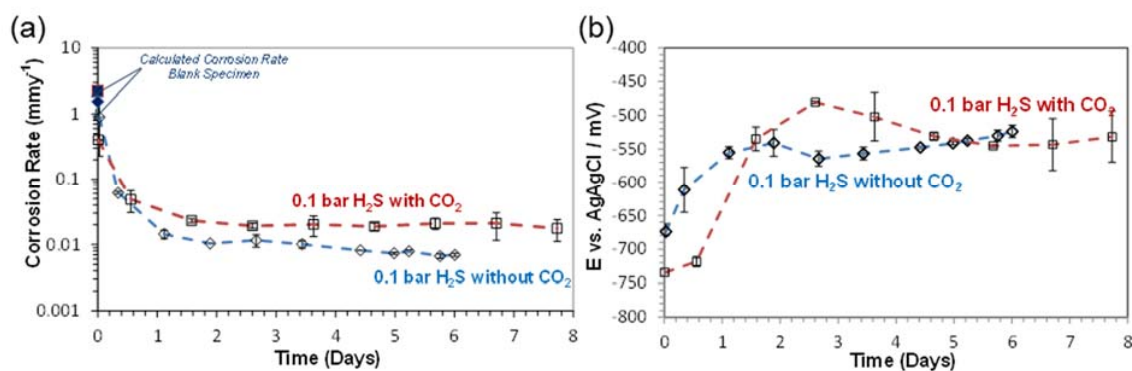 (a)
Corrosion Rate (mmy⁻¹)
10
1
0.1
0.01
0.001
Calculated Corrosion Rate
Blank Specimen
0.1 bar H₂S with CO₂
0.1 bar H₂S without CO₂
0 1 2 3 4 5 6 7 8
Time (Days)
(b)
E vs. AgAgCl / mV)
-400
-450
-500
-550
-600
-650
-700
-750
-800
0.1 bar H₂S with CO₂
0.1 bar H₂S without CO₂
0 1 2 3 4 5 6 7 8
Time (Days)